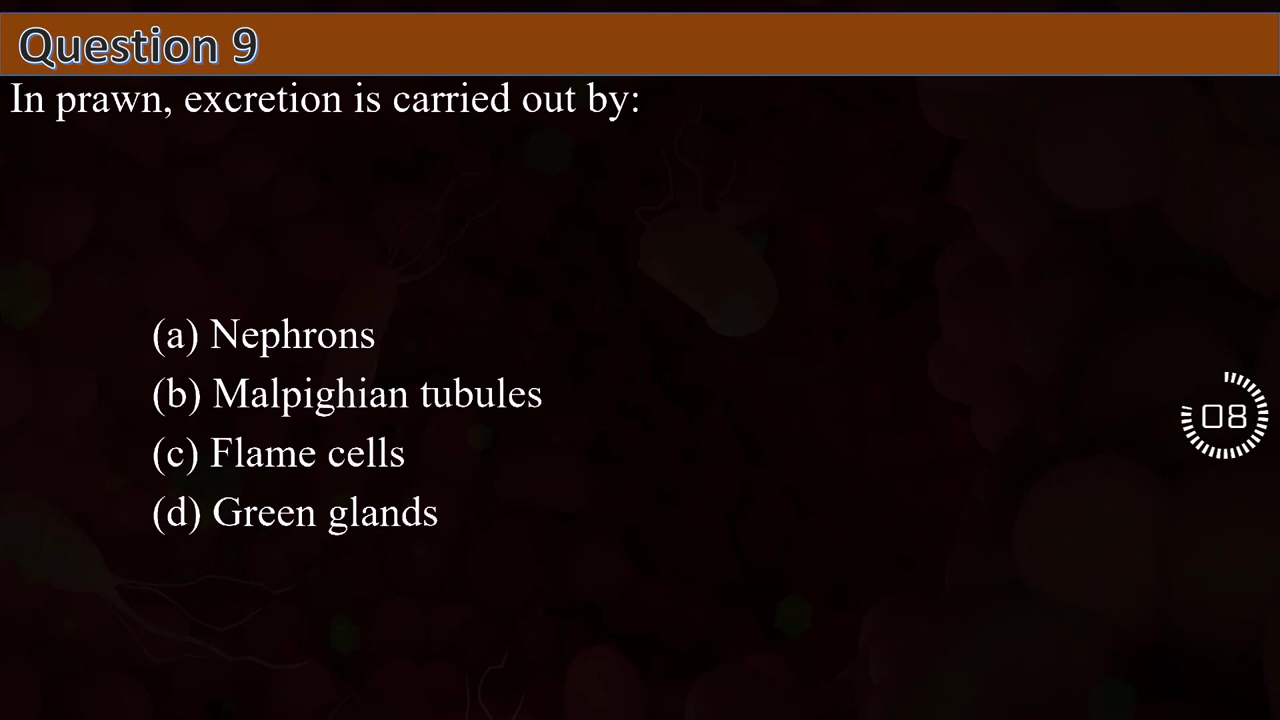 Question 9
In prawn, excretion is carried out by:
(a) Nephrons
(b) Malpighian tubules
(c) Flame cells
(d) Green glands
08